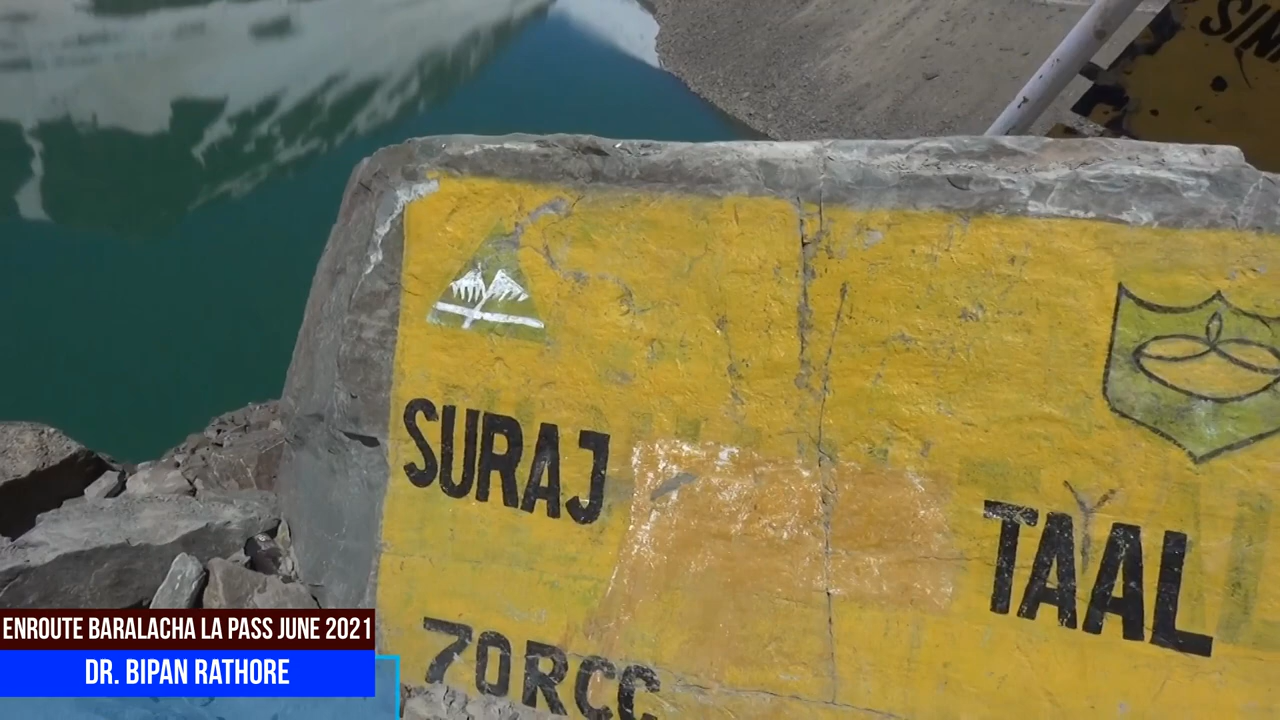 SURAJ TAAL
70RCC
ENROUTE BARALACHA LA PASS JUNE 2021
DR. BIPAN RATHORE